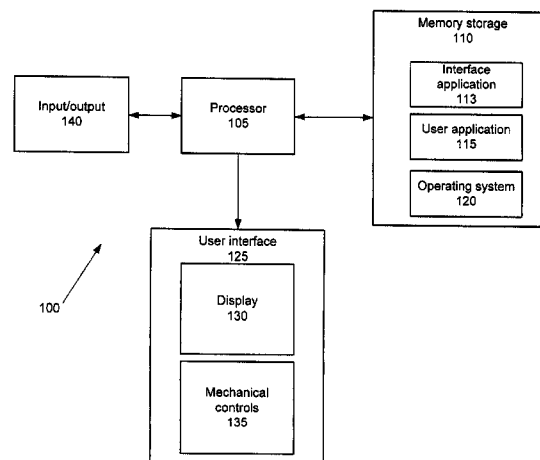 Memory storage
110
Interface
application
113
User application
115
Operating system
120
Input/output
140
Processor
105
User interface
125
Display
130
Mechanical
controls
135
100